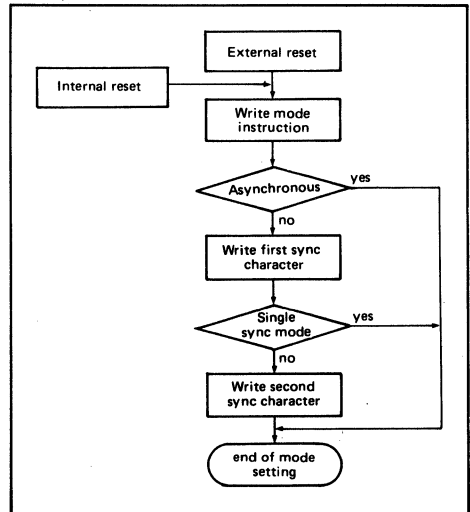 External reset
Internal reset
Write mode
instruction
Asynchronous
yes
no
Write first sync
character
Single
sync mode
yes
no
Write second
sync character
end of mode
setting